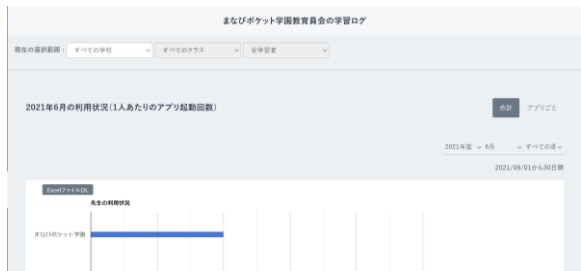 まなびポケット学園教育員会の学習ログ
現在の選択範囲： すべての学校 すべてのクラス 全学習者
2021年6月の利用状況（1人あたりのアプリ起動回数）
合計 アプリごと
2021年度 6月 すべての週
2021/06/01から30日間
ExcelファイルDL
先生の利用状況
まなびポケット学園